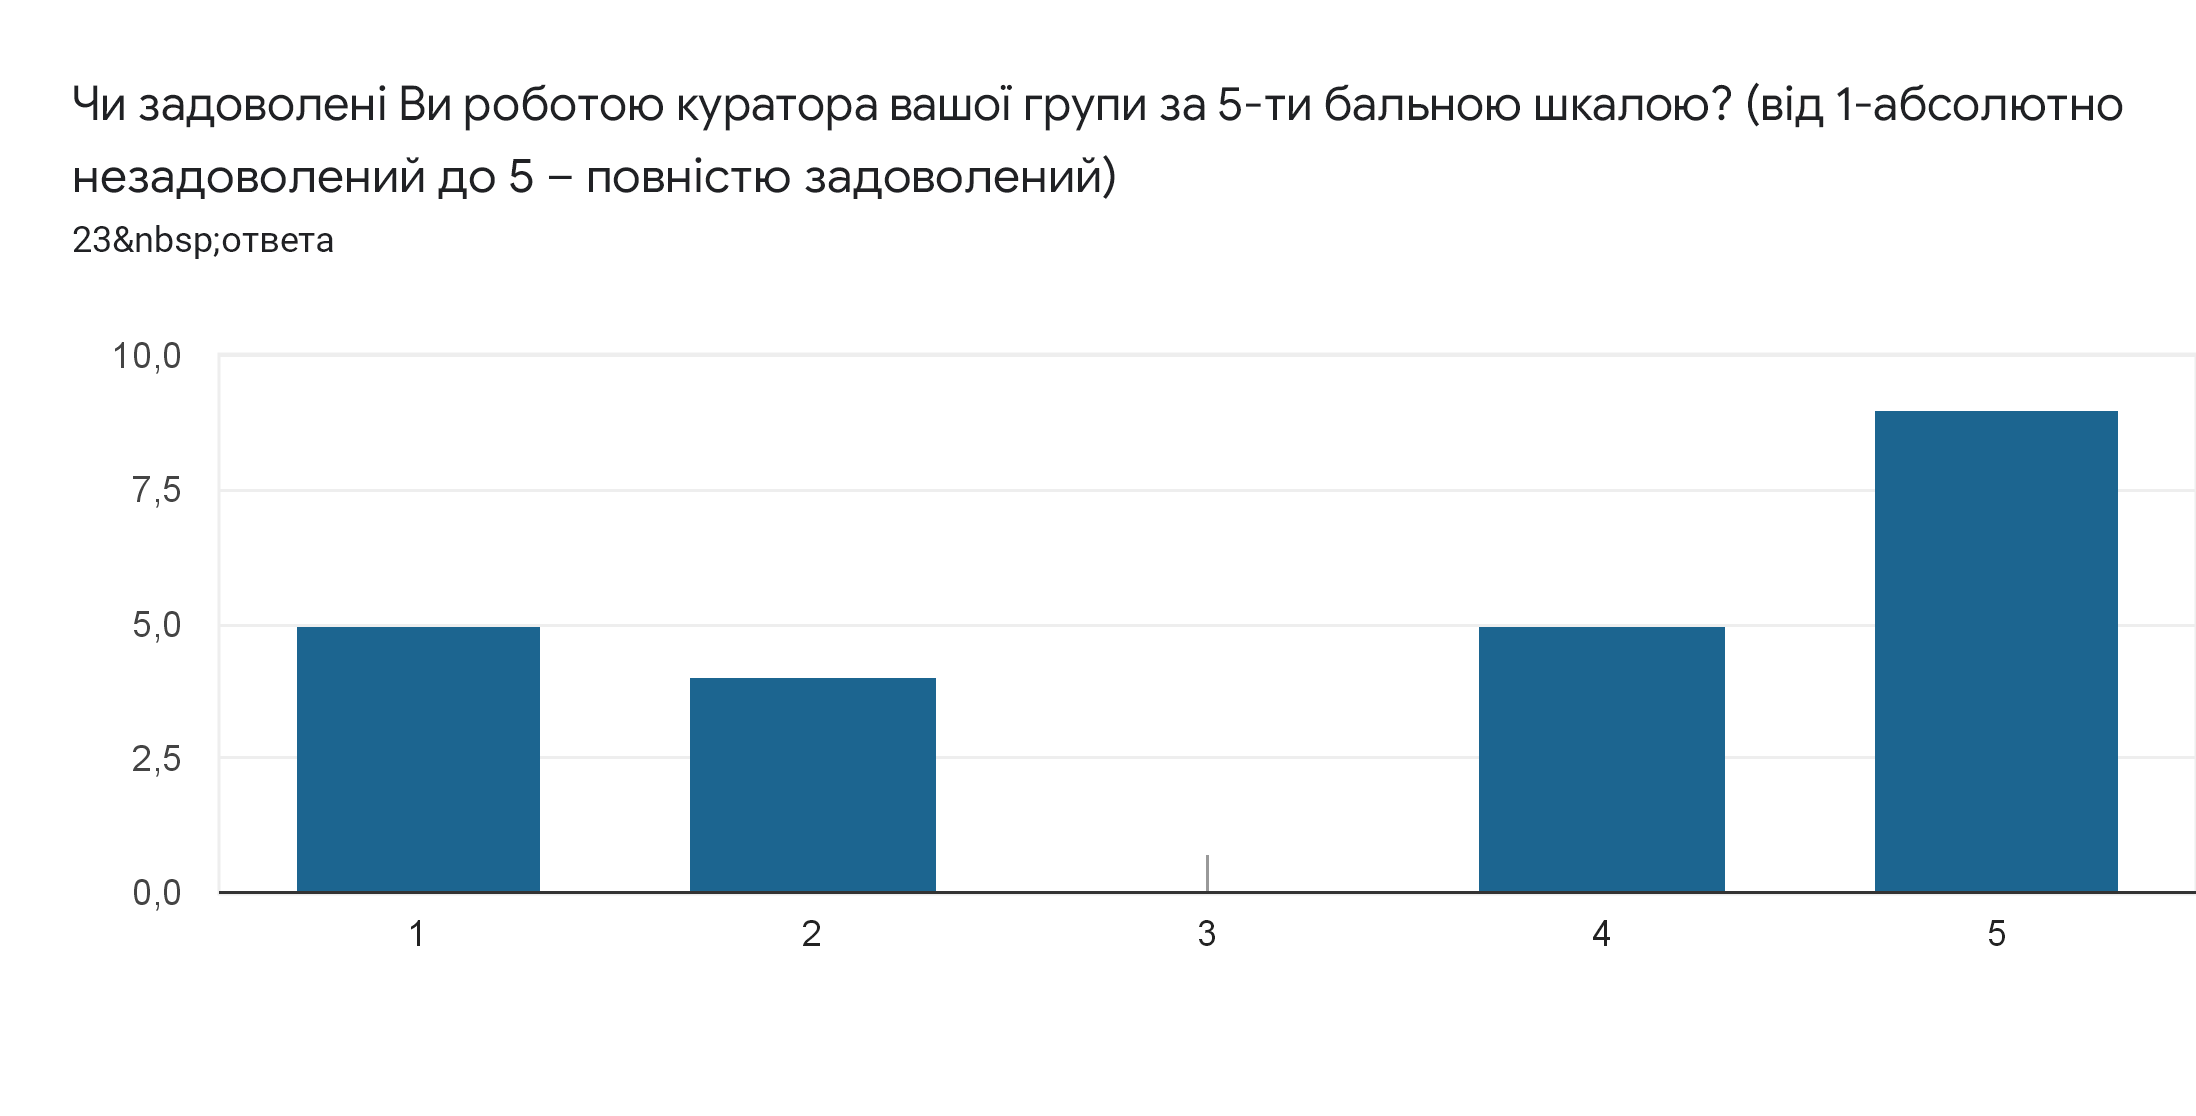 Чи задоволені Ви роботою куратора вашої групи за 5-ти бальною шкалою? (від 1-абсолютно
незадоволений до 5 – повністю задоволений)
23&nbsp;ответа
10,0
7,5
5,0
2,5
0,0
1 2 3 4 5